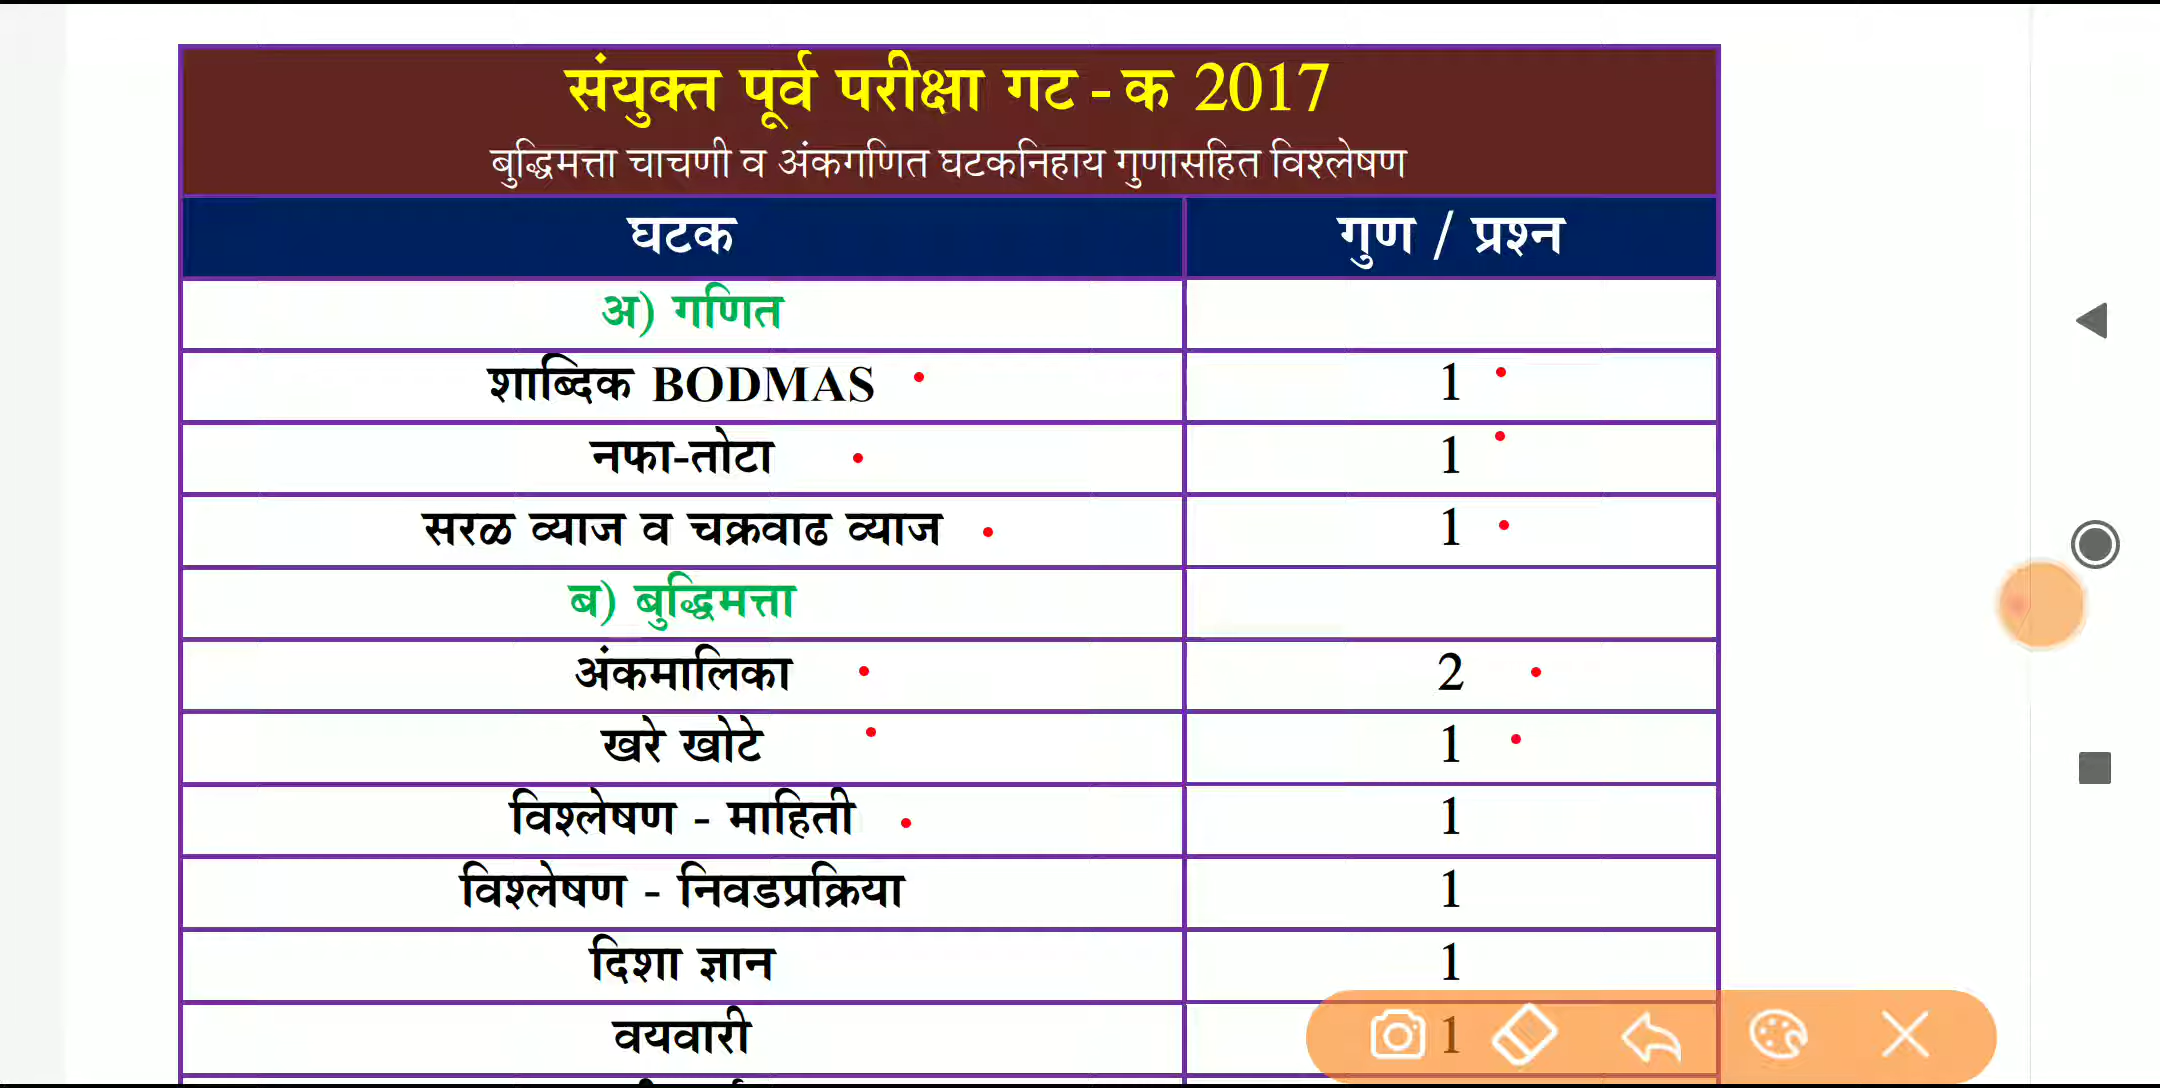 संयुक्त पूर्व परीक्षा गट - क 2017
बुद्धिमत्ता चाचणी व अंकगणित घटकनिहाय गुणासहित विश्लेषण
घटक गुण / प्रश्न
अ) गणित
शाब्दिक BODMAS 1
नफा-तोटा 1
सरळ व्याज व चक्रवाढ व्याज 1
ब) बुद्धिमत्ता
अंकमालिका 2
खरे खोटे 1
विश्लेषण - माहिती 1
विश्लेषण - निवडप्रक्रिया 1
दिशा ज्ञान 1
वयवारी 1